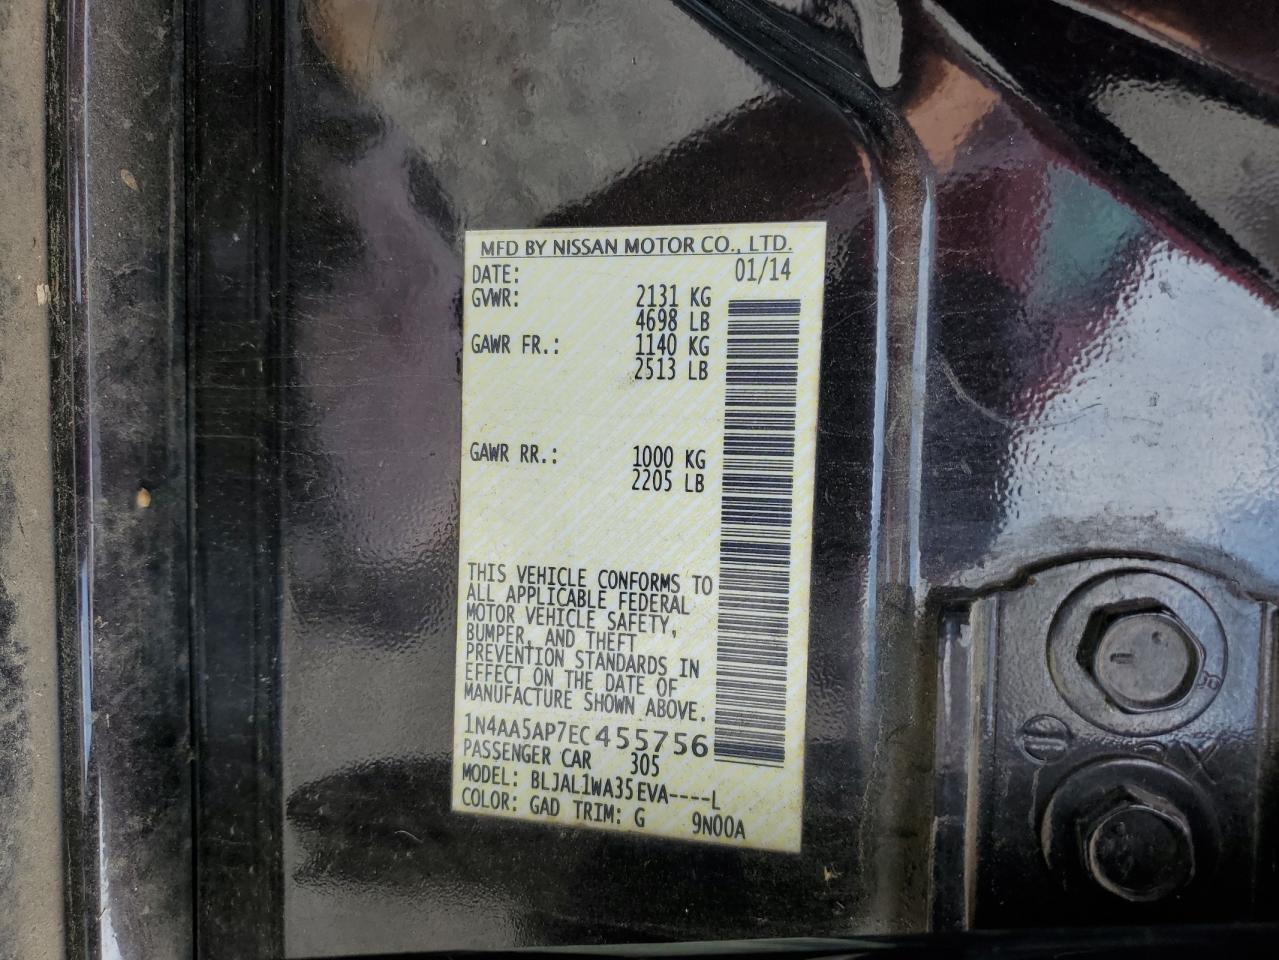 MFD BY NISSAN MOTOR CO., LTD.
DATE: 01/14
GVWR: 2131 KG
4698 LB
GAWR FR.: 1140 KG
2513 LB
GAWR RR.: 1000 KG
2205 LB
THIS VEHICLE CONFORMS TO
ALL APPLICABLE FEDERAL
MOTOR VEHICLE SAFETY,
BUMPER, AND THEFT
PREVENTION STANDARDS IN
EFFECT ON THE DATE OF
MANUFACTURE SHOWN ABOVE.
1N4AA5AP7EC455756
PASSENGER CAR 305
MODEL: BLJAL1WA35EVA----L
COLOR: GAD TRIM: G 9N00A